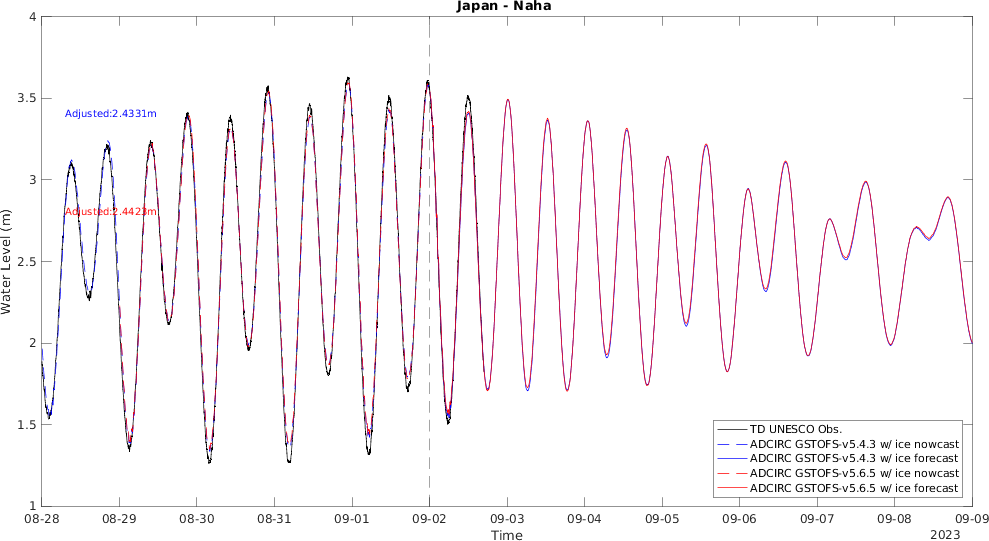 Japan - Naha
4
3.5
3
2.5
2
1.5
1
Water Level (m)
Adjusted:2.4331m
Adjusted:2.4423m
TD UNESCO Obs.
ADCIRC GSTOFS-v5.4.3 w/ ice nowcast
ADCIRC GSTOFS-v5.4.3 w/ ice forecast
ADCIRC GSTOFS-v5.6.5 w/ ice nowcast
ADCIRC GSTOFS-v5.6.5 w/ ice forecast
08-28 08-29 08-30 08-31 09-01 09-02 09-03 09-04 09-05 09-06 09-07 09-08 09-09
Time
2023